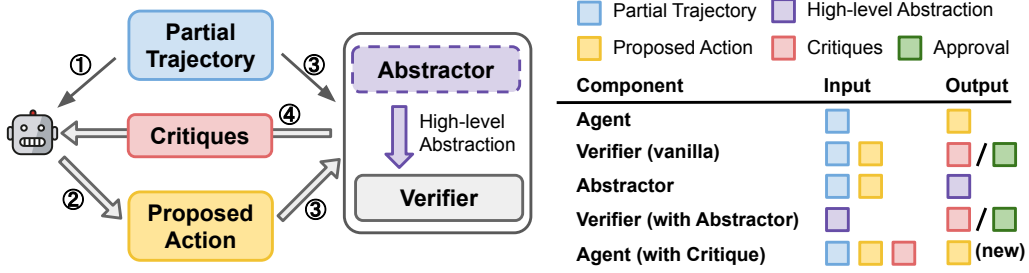 Partial
Trajectory
①
③
Abstractor
Critiques
④
High-level
Abstraction
②
③
Proposed
Action
Verifier
Partial Trajectory
High-level Abstraction
Proposed Action
Critiques
Approval
Component Input Output
Agent
Verifier (vanilla) /
Abstractor
Verifier (with Abstractor) /
Agent (with Critique) (new)